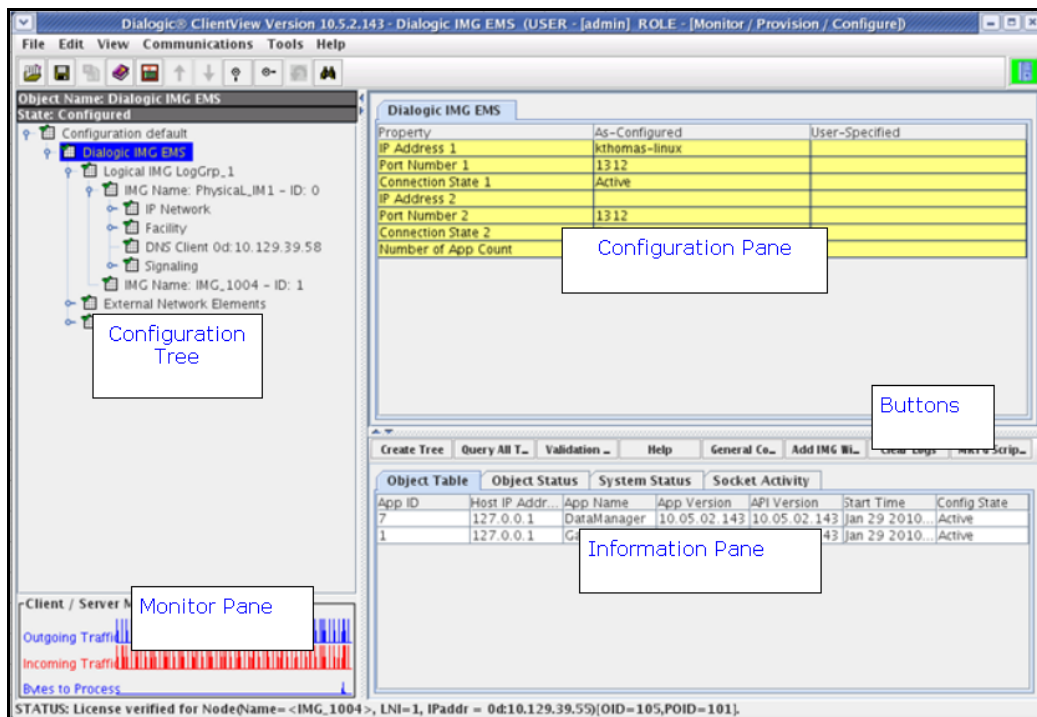 Dialogic® ClientView Version 10.5.2.143 - Dialogic IMG EMS (USER - [admin] ROLE - [Monitor / Provision / Configure])
File Edit View Communications Tools Help
Object Name: Dialogic IMG EMS
State: Configured
Configuration default
Dialogic IMG EMS
Logical IMG LogGrp_1
IMG Name: PhysicaL_IM1 - ID: 0
IP Network
Facility
DNS Client 0d:10.129.39.58
Signaling
IMG Name: IMG_1004 - ID: 1
External Network Elements
Configuration
Tree
Client / Server
Monitor Pane
Outgoing Traffic
Incoming Traffic
Bytes to Process
Dialogic IMG EMS
Property As-Configured User-Specified
IP Address 1 kthomas-linux
Port Number 1 1312
Connection State 1 Active
IP Address 2
Port Number 2 1312
Connection State 2
Number of App Count
Configuration Pane
Buttons
Create Tree Query All T... Validation ... Help General Co... Add IMG Wi... Clear Logs Scrip...
Object Table Object Status System Status Socket Activity
App ID Host IP Addr... App Name App Version API Version Start Time Config State
7 127.0.0.1 DataManager 10.05.02.143 10.05.02.143 Jan 29 2010... Active
1 127.0.0.1 43 Jan 29 2010... Active
Information Pane
STATUS: License verified for Node(Name=<IMG_1004>, LNI=1, IPaddr = 0d:10.129.39.55)[OID=105,POID=101].